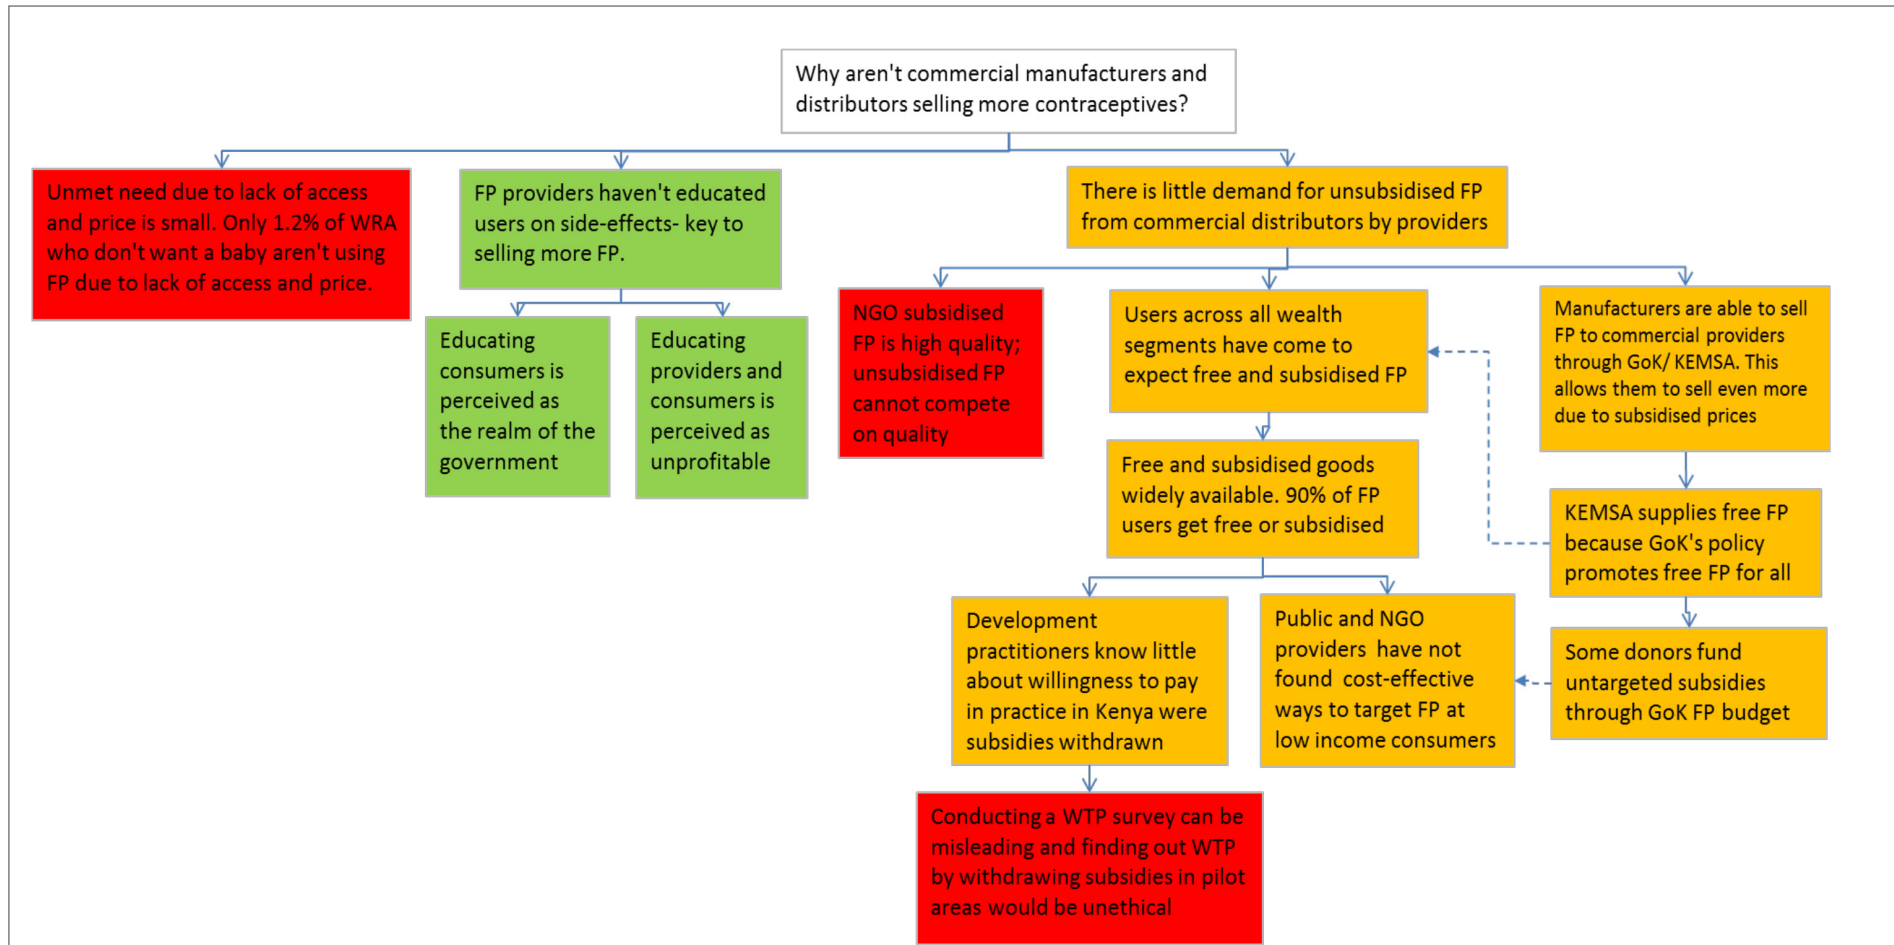 Why aren't commercial manufacturers and
distributors selling more contraceptives?
Unmet need due to lack of access
and price is small. Only 1.2% of WRA
who don't want a baby aren't using
FP due to lack of access and price.
FP providers haven't educated
users on side-effects- key to
selling more FP.
There is little demand for unsubsidised FP
from commercial distributors by providers
Educating
consumers is
perceived as
the realm of the
government
Educating
providers and
consumers is
perceived as
unprofitable
NGO subsidised
FP is high quality;
unsubsidised FP
cannot compete
on quality
Users across all wealth
segments have come to
expect free and subsidised FP
Manufacturers are able to sell
FP to commercial providers
through GoK/ KEMSA. This
allows them to sell even more
due to subsidised prices
Free and subsidised goods
widely available. 90% of FP
users get free or subsidised
KEMSA supplies free FP
because GoK's policy
promotes free FP for all
Development
practitioners know little
about willingness to pay
in practice in Kenya were
subsidies withdrawn
Public and NGO
providers have not
found cost-effective
ways to target FP at
low income consumers
Some donors fund
untargeted subsidies
through GoK FP budget
Conducting a WTP survey can be
misleading and finding out WTP
by withdrawing subsidies in pilot
areas would be unethical